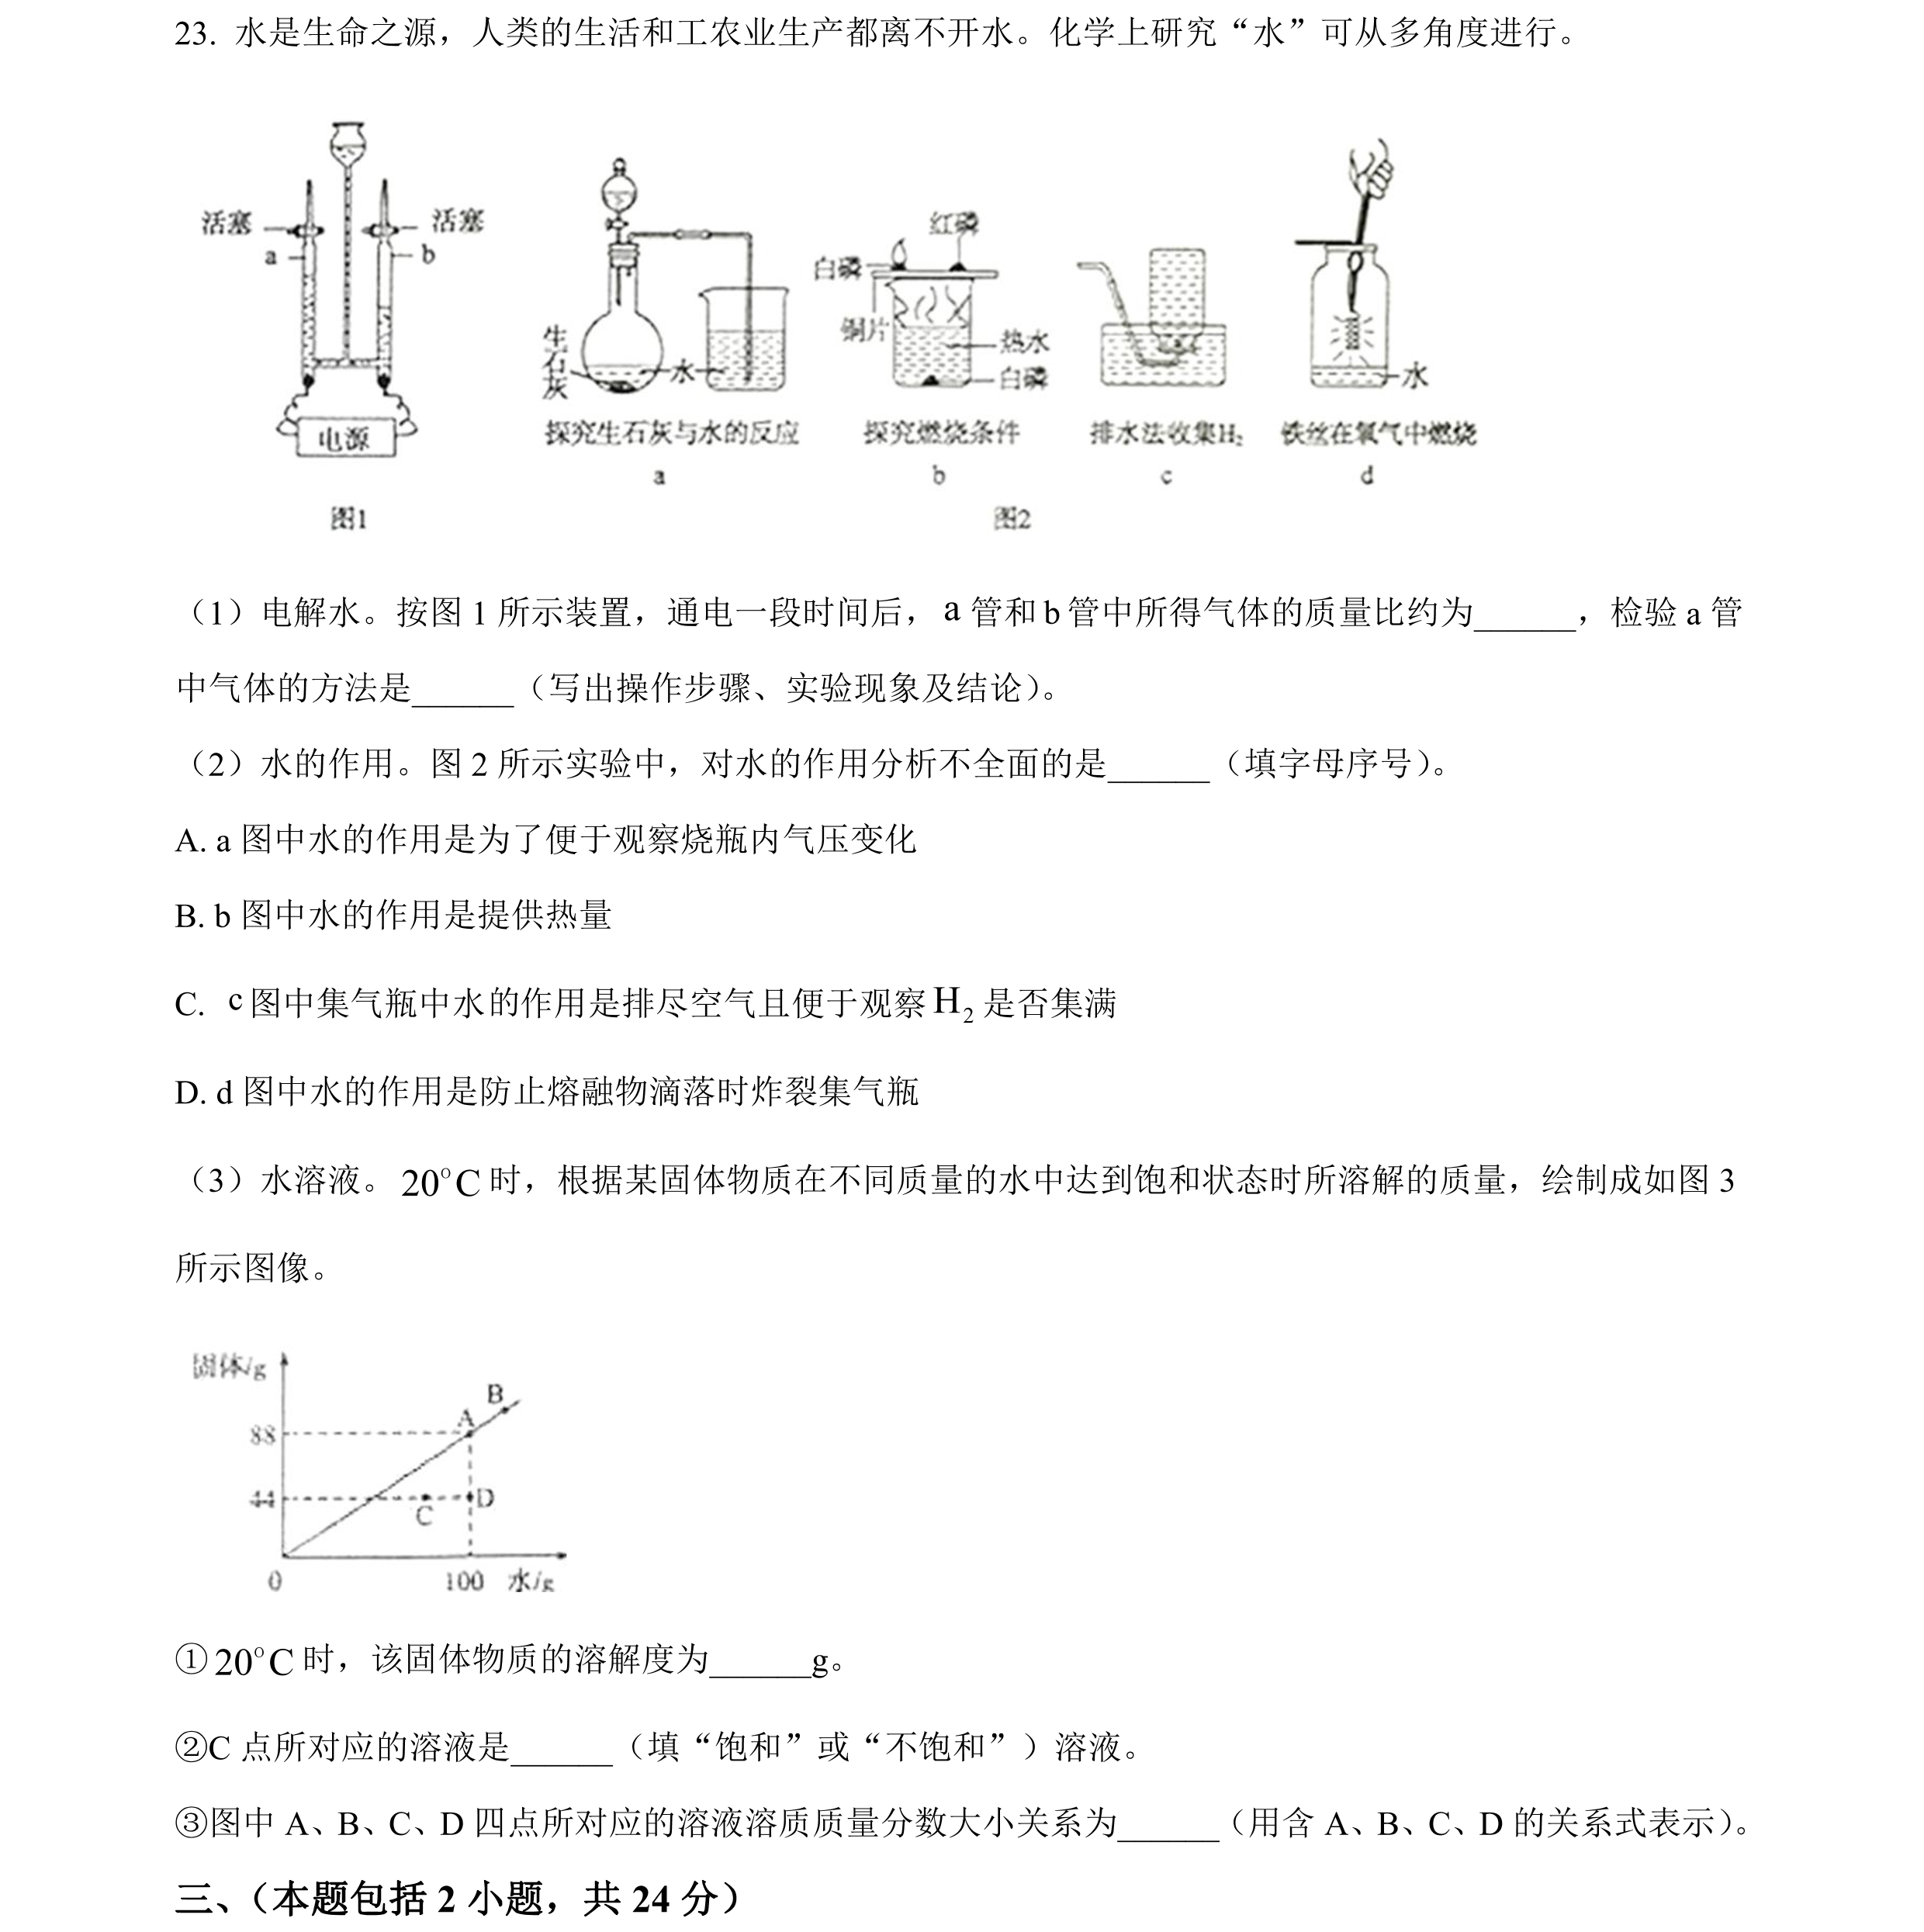 23. 水是生命之源，人类的生活和工农业生产都离不开水。化学上研究“水”可从多角度进行。
活塞 活塞
a b
电源
图1
生石灰 水
探究生石灰与水的反应
a
白磷 红磷
铜片 热水
白磷
探究燃烧条件
b
排水法收集H₂
c
水
铁丝在氧气中燃烧
d
图2
（1）电解水。按图 1 所示装置，通电一段时间后，a 管和 b 管中所得气体的质量比约为______，检验 a 管
中气体的方法是______（写出操作步骤、实验现象及结论）。
（2）水的作用。图 2 所示实验中，对水的作用分析不全面的是______（填字母序号）。
A. a 图中水的作用是为了便于观察烧瓶内气压变化
B. b 图中水的作用是提供热量
C. c 图中集气瓶中水的作用是排尽空气且便于观察 H₂ 是否集满
D. d 图中水的作用是防止熔融物滴落时炸裂集气瓶
（3）水溶液。20°C 时，根据某固体物质在不同质量的水中达到饱和状态时所溶解的质量，绘制成如图 3
所示图像。
固体/g
B
A
88
44 C D
0 100 水/g
①20°C 时，该固体物质的溶解度为______g。
②C 点所对应的溶液是______（填“饱和”或“不饱和”）溶液。
③图中 A、B、C、D 四点所对应的溶液溶质质量分数大小关系为______（用含 A、B、C、D 的关系式表示）。
三、（本题包括 2 小题，共 24 分）